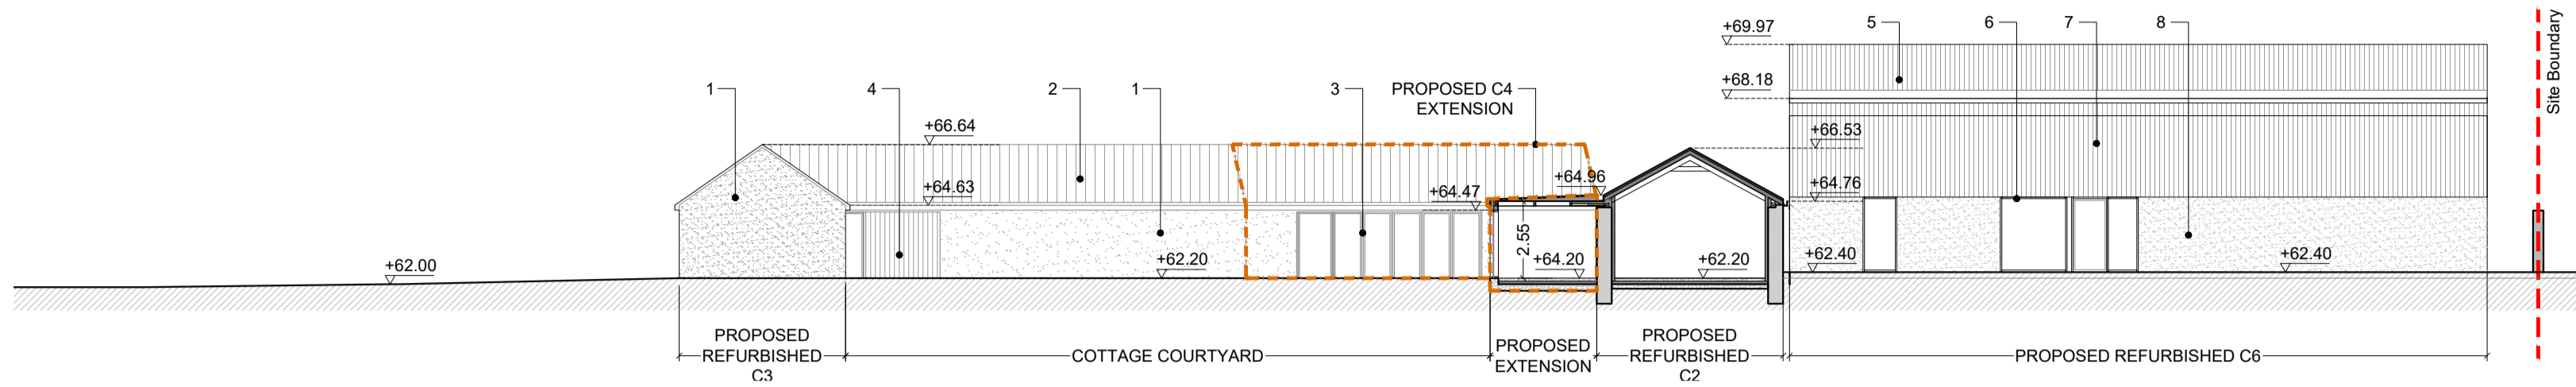 1
4
2
1
3
PROPOSED C4
EXTENSION
5
6
7
8
Site Boundary
+69.97
+68.18
+66.64
+66.53
+64.63
+64.47
+64.96
+64.76
2.55
+62.00
+62.20
+64.20
+62.20
+62.40
+62.40
PROPOSED
REFURBISHED
C3
COTTAGE COURTYARD
PROPOSED
EXTENSION
PROPOSED
REFURBISHED
C2
PROPOSED REFURBISHED C6